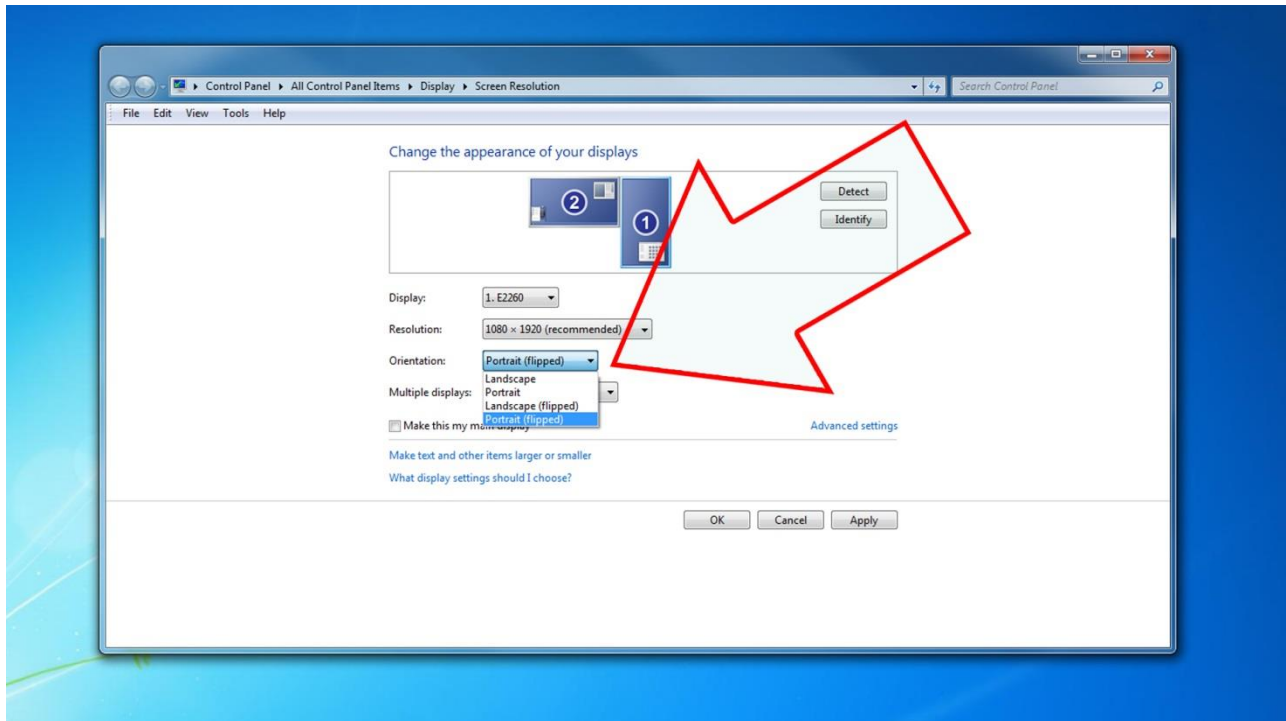 Control Panel ▸ All Control Panel Items ▸ Display ▸ Screen Resolution
Search Control Panel
File Edit View Tools Help
Change the appearance of your displays
2
1
Detect
Identify
Display: 1. E2260
Resolution: 1080 × 1920 (recommended)
Orientation: Portrait (flipped)
Landscape
Multiple displays: Portrait
Landscape (flipped)
Portrait (flipped)
Make this my main display
Advanced settings
Make text and other items larger or smaller
What display settings should I choose?
OK Cancel Apply